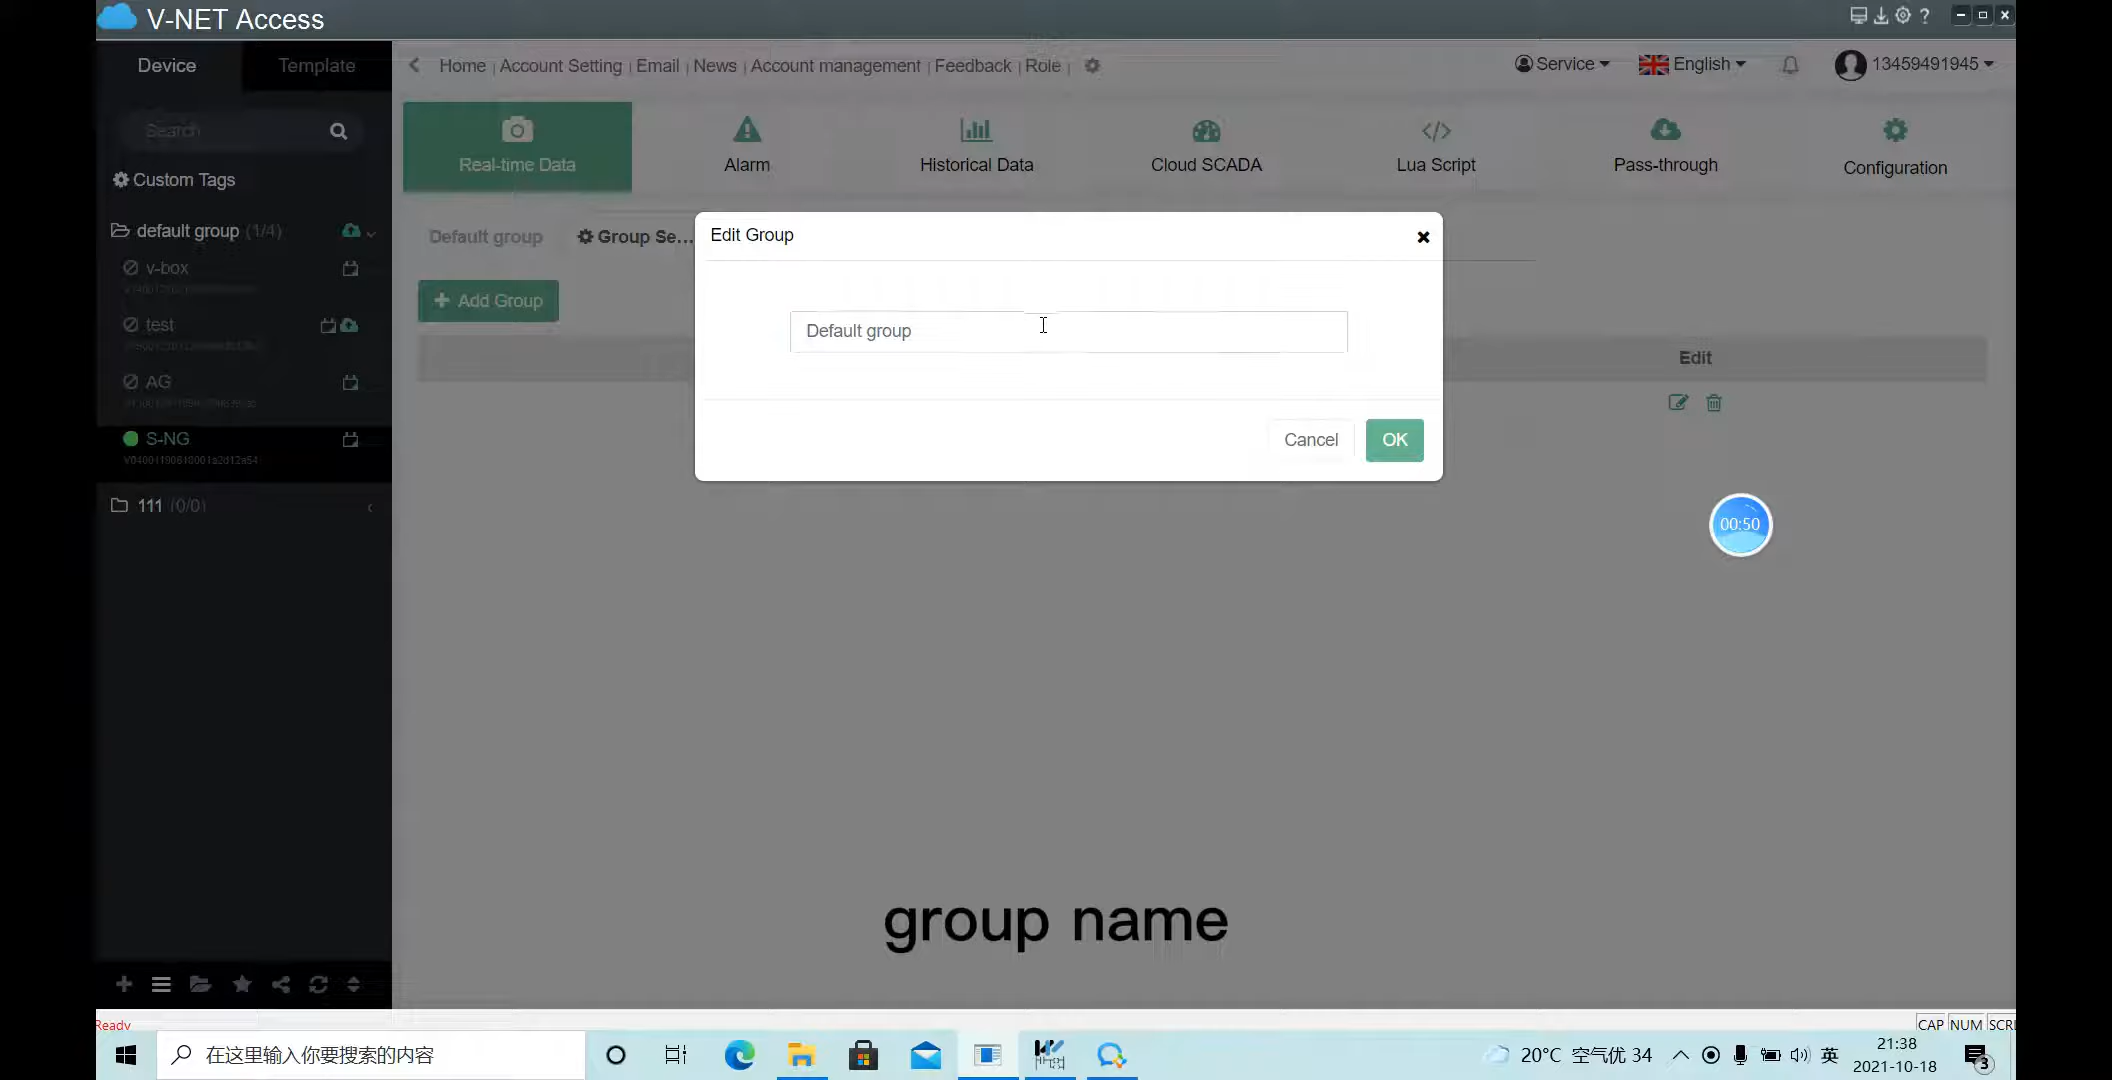 V-NET Access
Device
Template
Home | Account Setting | Email | News | Account management | Feedback | Role |
Service
English
13459491945
Search
Real-time Data
Alarm
Historical Data
Cloud SCADA
Lua Script
Pass-through
Configuration
Custom Tags
default group (1/4)
v-box
test
AG
S-NG
111 (0/0)
Default group
Group Se...
+ Add Group
Edit Group
Default group
Cancel
OK
Edit
00:50
group name
Ready
CAP NUM SCR
在这里输入你要搜索的内容
20°C 空气优 34
英
21:38
2021-10-18
3